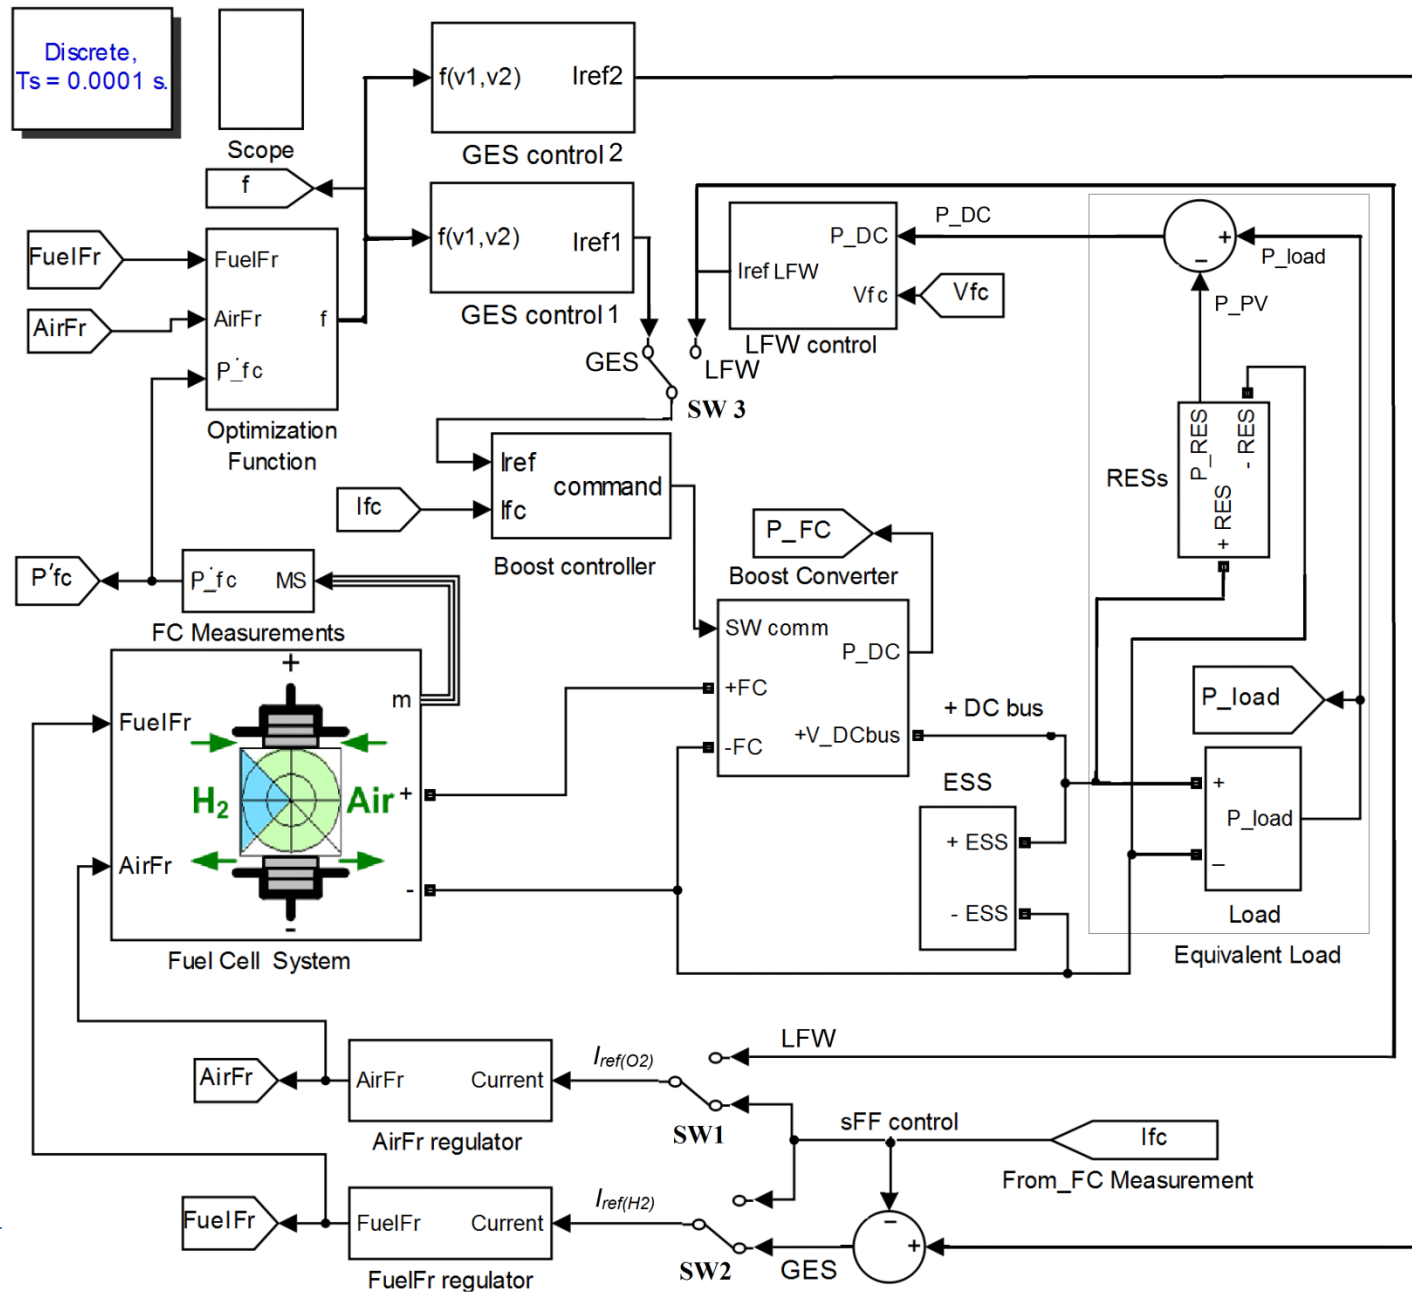 Discrete,
Ts = 0.0001 s.
Scope
f(v1,v2) Iref2
GES control 2
f
f(v1,v2) Iref1
GES control 1
FuelFr
AirFr
FuelFr
AirFr
P_fc
f
Optimization
Function
GES
LFW
SW 3
P_DC
Iref LFW
Vfc
LFW control
Vfc
P_DC
+
-
P_load
P_PV
RESs
P_RES
- RES
+ RES
Ifc
Iref
Ifc
command
Boost controller
P_FC
Boost Converter
P'fc
P_fc MS
FC Measurements
SW comm
P_DC
+FC
-FC
+V_DCbus
+ DC bus
P_load
+
P_load
-
Load
Equivalent Load
ESS
+ ESS
- ESS
+
m
FuelFr
H2 Air +
AirFr
-
-
Fuel Cell System
LFW
AirFr
AirFr Current
AirFr regulator
Iref(O2)
SW1
sFF control
Ifc
From_FC Measurement
FuelFr
FuelFr Current
FuelFr regulator
Iref(H2)
SW2
GES
-
+